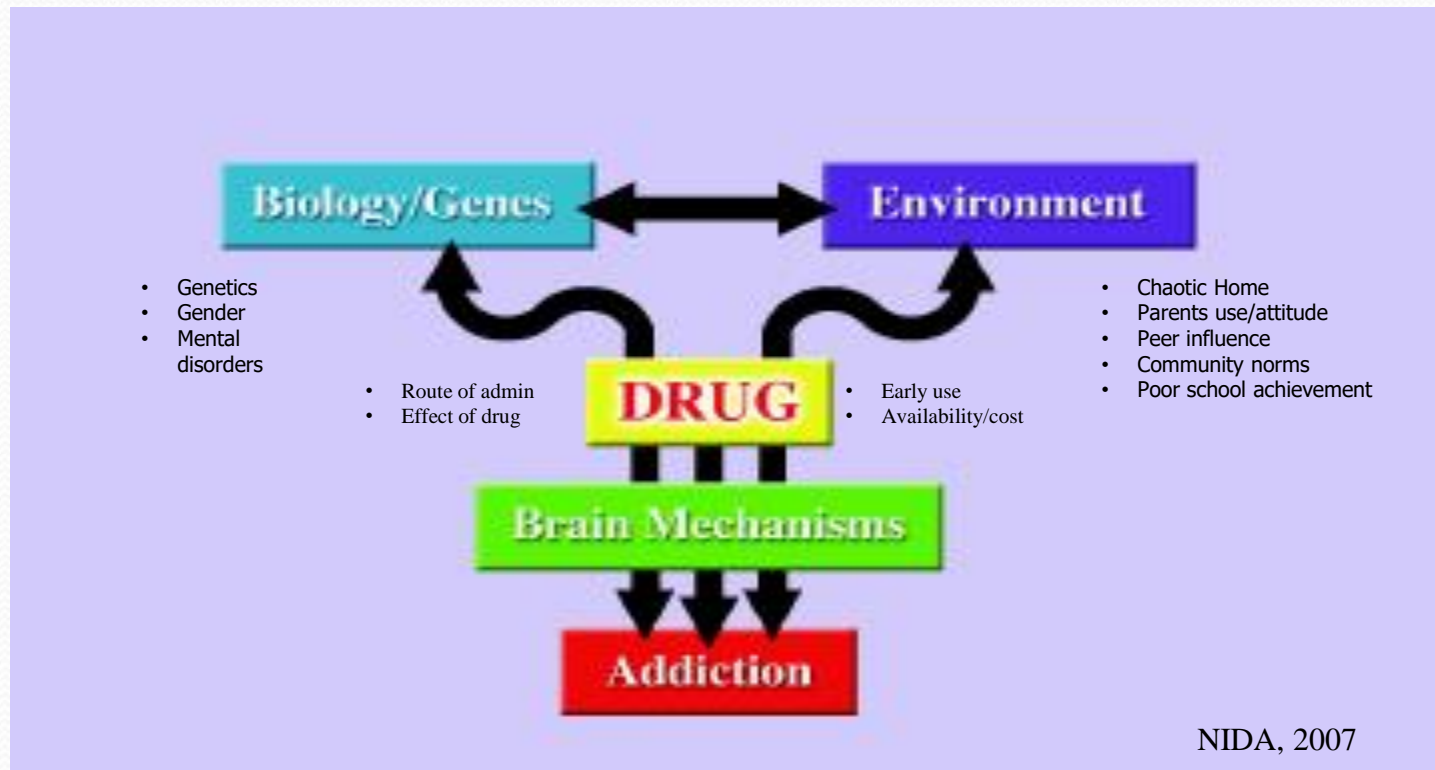 Biology/Genes
Environment
• Genetics
• Gender
• Mental
disorders
• Chaotic Home
• Parents use/attitude
• Peer influence
• Community norms
• Poor school achievement
• Route of admin
• Effect of drug
DRUG
• Early use
• Availability/cost
Brain Mechanisms
Addiction
NIDA, 2007